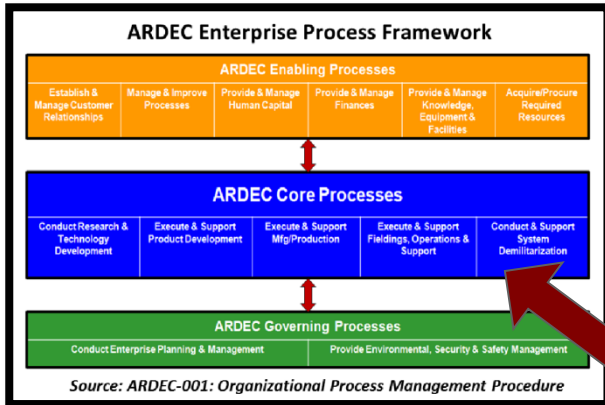 ARDEC Enterprise Process Framework
ARDEC Enabling Processes
Establish &
Manage Customer
Relationships
Manage & Improve
Processes
Provide & Manage
Human Capital
Provide & Manage
Finances
Provide & Manage
Knowledge,
Equipment &
Facilities
Acquire/Procure
Required
Resources
ARDEC Core Processes
Conduct Research &
Technology
Development
Execute & Support
Product Development
Execute & Support
Mfg/Production
Execute & Support
Fieldings, Operations &
Support
Conduct & Support
System
Demilitarization
ARDEC Governing Processes
Conduct Enterprise Planning & Management
Provide Environmental, Security & Safety Management
Source: ARDEC-001: Organizational Process Management Procedure